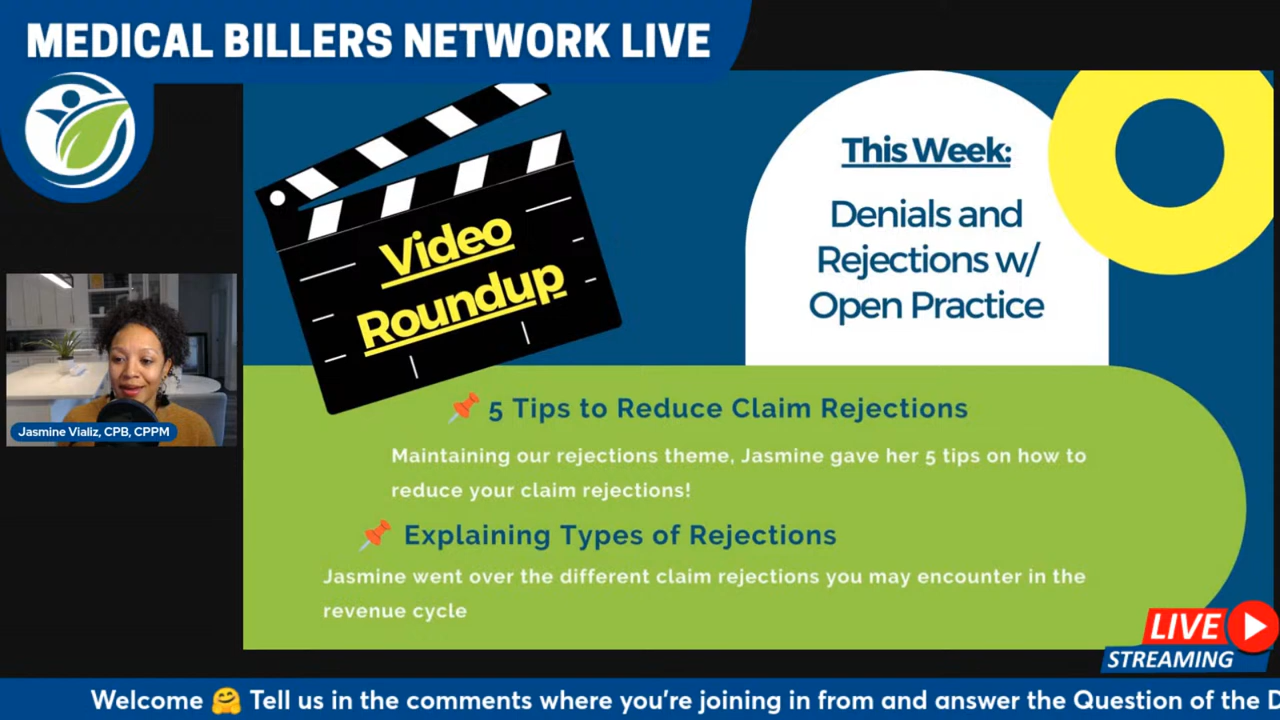 MEDICAL BILLERS NETWORK LIVE
Video
Roundup
This Week:
Denials and
Rejections w/
Open Practice
5 Tips to Reduce Claim Rejections
Maintaining our rejections theme, Jasmine gave her 5 tips on how to
reduce your claim rejections!
Explaining Types of Rejections
Jasmine went over the different claim rejections you may encounter in the
revenue cycle
Jasmine Vializ, CPB, CPPM
LIVE
STREAMING
Welcome 🤗 Tell us in the comments where you're joining in from and answer the Question of the D